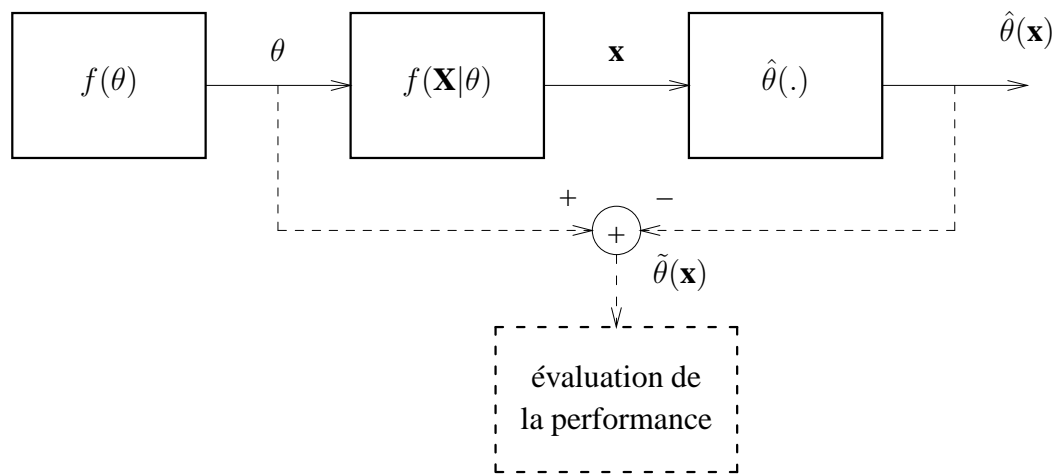 θ̂(x)
θ
x
f(θ)
f(X|θ)
θ̂(.)
+
−
+
θ̃(x)
évaluation de
la performance